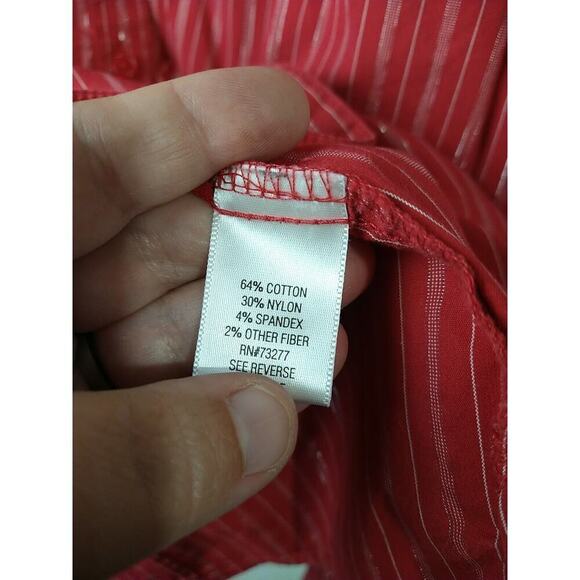 64% COTTON
30% NYLON
4% SPANDEX
2% OTHER FIBER
RN#73277
SEE REVERSE